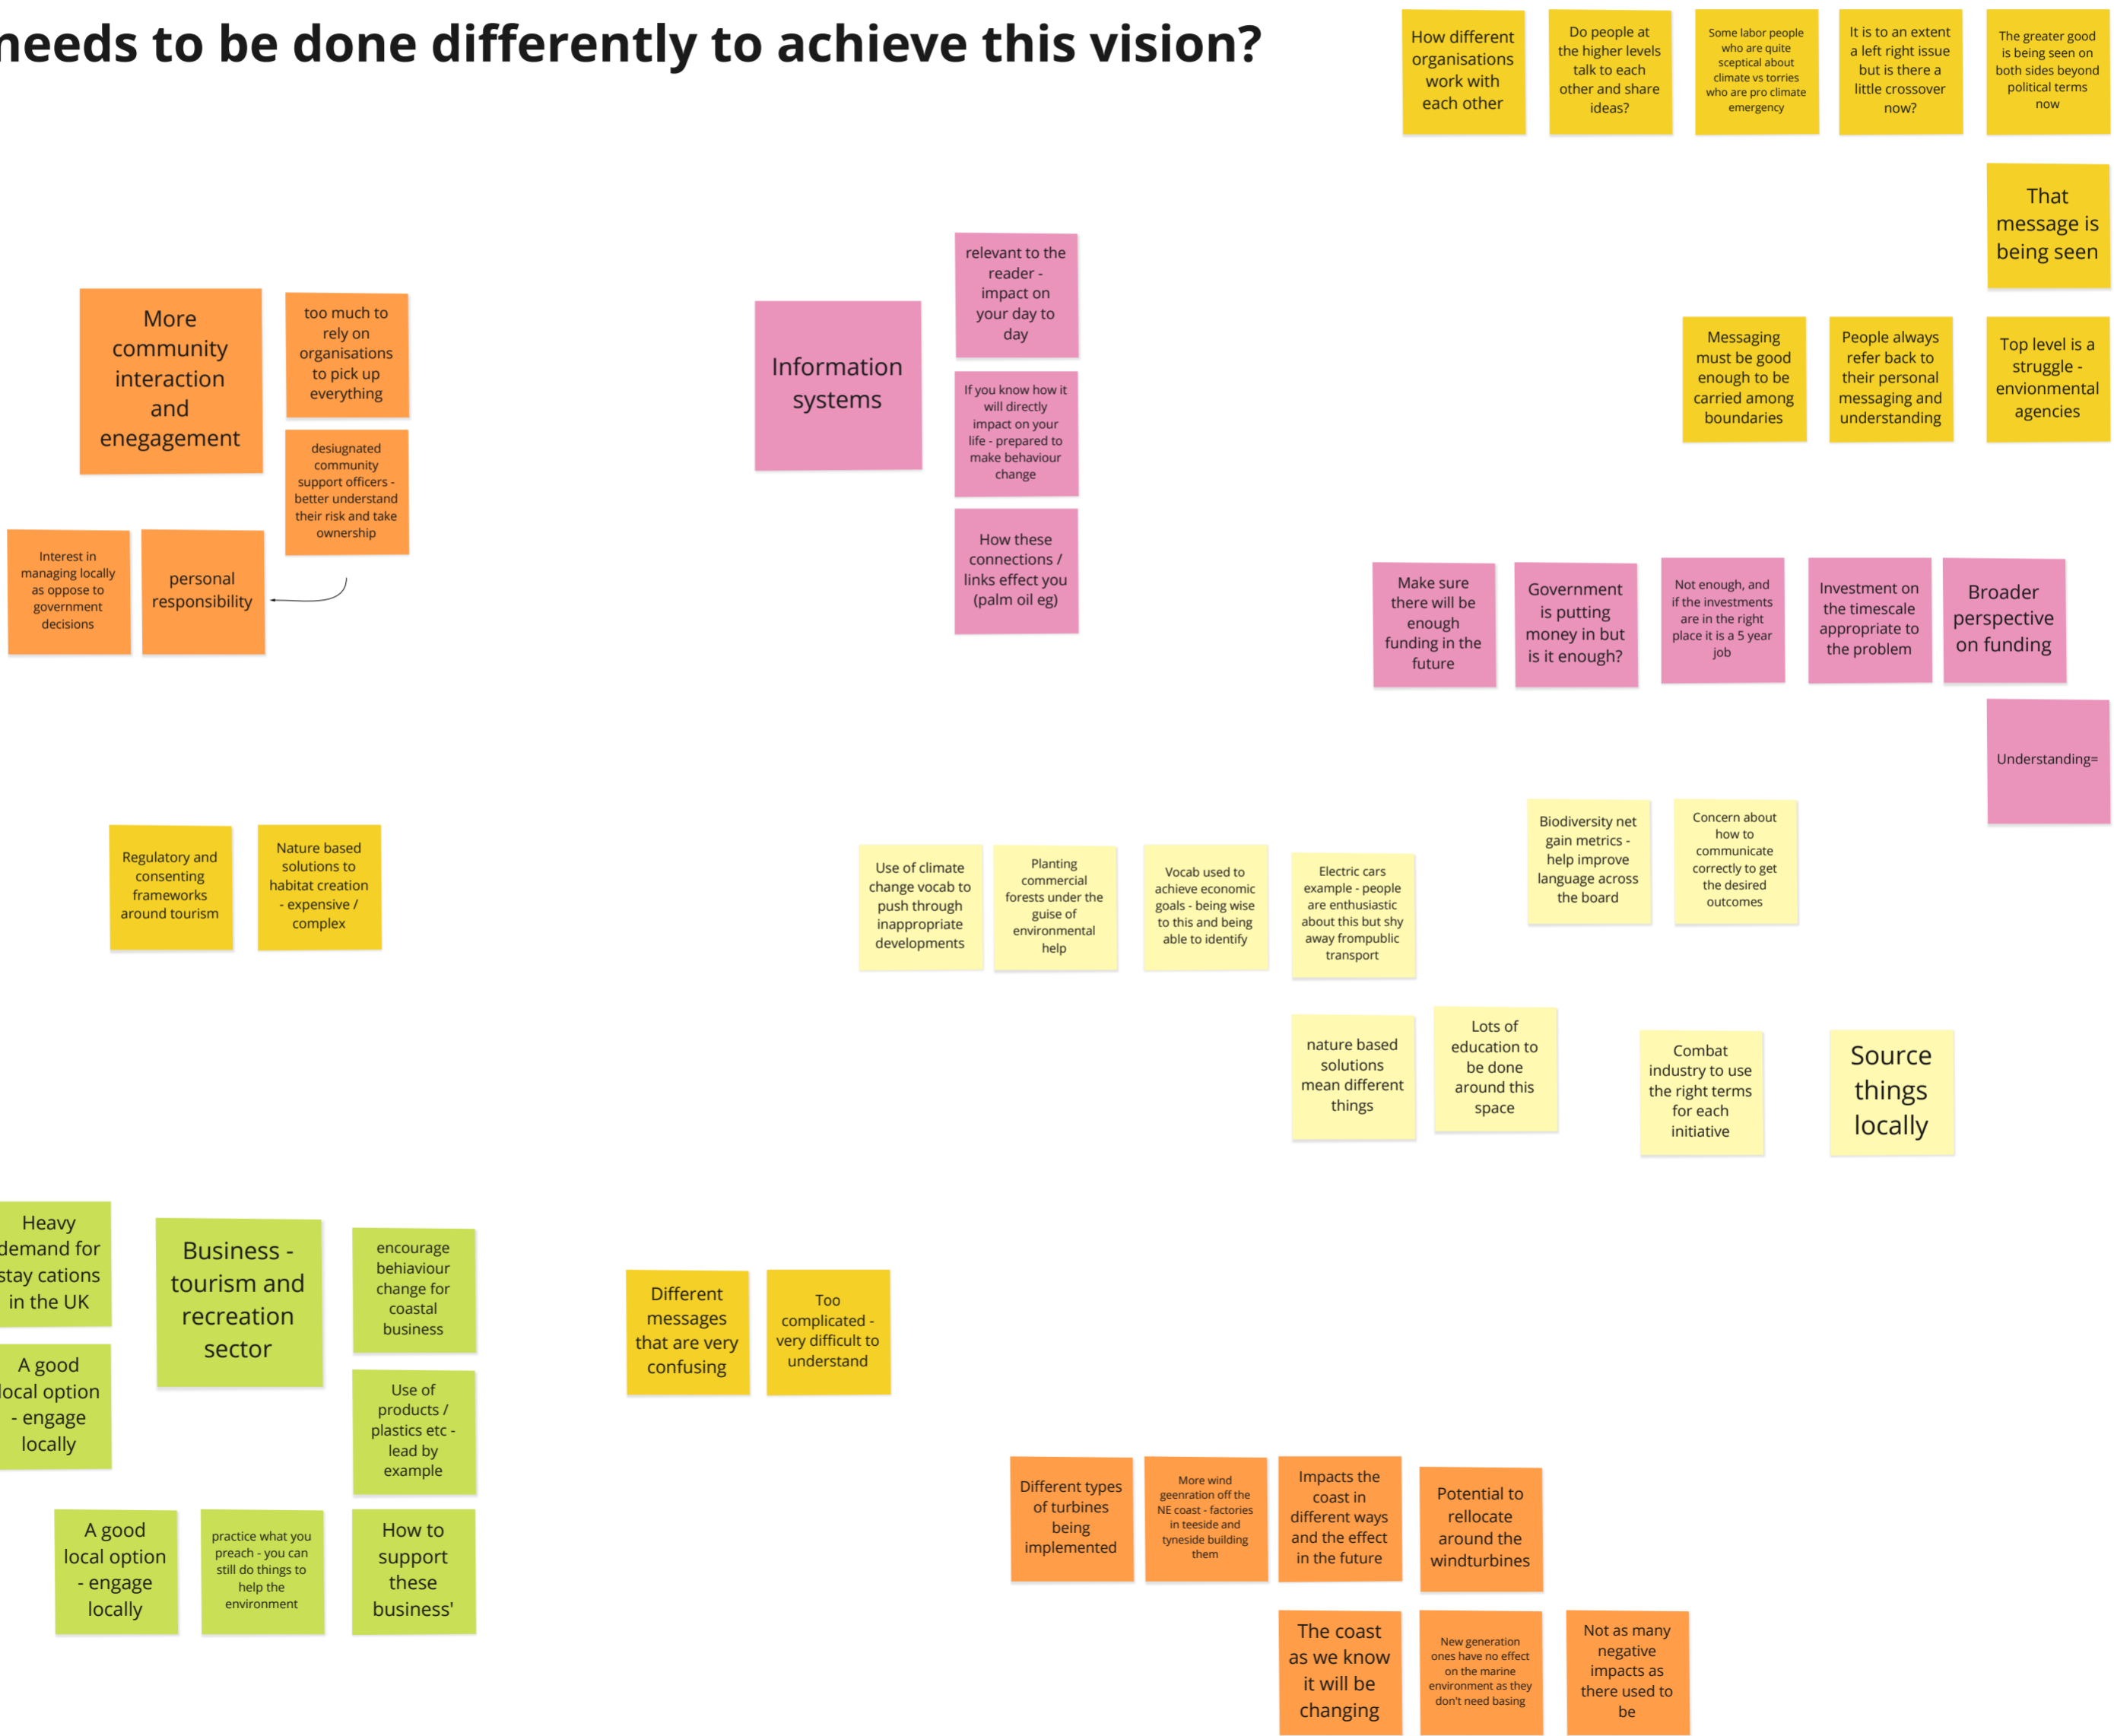 needs to be done differently to achieve this vision?
How different
organisations
work with
each other
Do people at
the higher levels
talk to each
other and share
ideas?
Some labor people
who are quite
sceptical about
climate vs torries
who are pro climate
emergency
It is to an extent
a left right issue
but is there a
little crossover
now?
The greater good
is being seen on
both sides beyond
political terms
now
That
message is
being seen
Messaging
must be good
enough to be
carried among
boundaries
People always
refer back to
their personal
messaging and
understanding
Top level is a
struggle -
envionmental
agencies
More
community
interaction
and
enegagement
too much to
rely on
organisations
to pick up
everything
desiugnated
community
support officers -
better understand
their risk and take
ownership
Interest in
managing locally
as oppose to
government
decisions
personal
responsibility
Information
systems
relevant to the
reader -
impact on
your day to
day
If you know how it
will directly
impact on your
life - prepared to
make behaviour
change
How these
connections /
links effect you
(palm oil eg)
Make sure
there will be
enough
funding in the
future
Government
is putting
money in but
is it enough?
Not enough, and
if the investments
are in the right
place it is a 5 year
job
Investment on
the timescale
appropriate to
the problem
Broader
perspective
on funding
Understanding=
Regulatory and
consenting
frameworks
around tourism
Nature based
solutions to
habitat creation
- expensive /
complex
Use of climate
change vocab to
push through
inappropriate
developments
Planting
commercial
forests under the
guise of
environmental
help
Vocab used to
achieve economic
goals - being wise
to this and being
able to identify
Electric cars
example - people
are enthusiastic
about this but shy
away frompublic
transport
Biodiversity net
gain metrics -
help improve
language across
the board
Concern about
how to
communicate
correctly to get
the desired
outcomes
nature based
solutions
mean different
things
Lots of
education to
be done
around this
space
Combat
industry to use
the right terms
for each
initiative
Source
things
locally
Heavy
demand for
stay cations
in the UK
A good
local option
- engage
locally
Business -
tourism and
recreation
sector
encourage
behiaviour
change for
coastal
business
Use of
products /
plastics etc -
lead by
example
A good
local option
- engage
locally
practice what you
preach - you can
still do things to
help the
environment
How to
support
these
business'
Different
messages
that are very
confusing
Too
complicated -
very difficult to
understand
Different types
of turbines
being
implemented
More wind
geenration off the
NE coast - factories
in teeside and
tyneside building
them
Impacts the
coast in
different ways
and the effect
in the future
Potential to
rellocate
around the
windturbines
The coast
as we know
it will be
changing
New generation
ones have no effect
on the marine
environment as they
don't need basing
Not as many
negative
impacts as
there used to
be